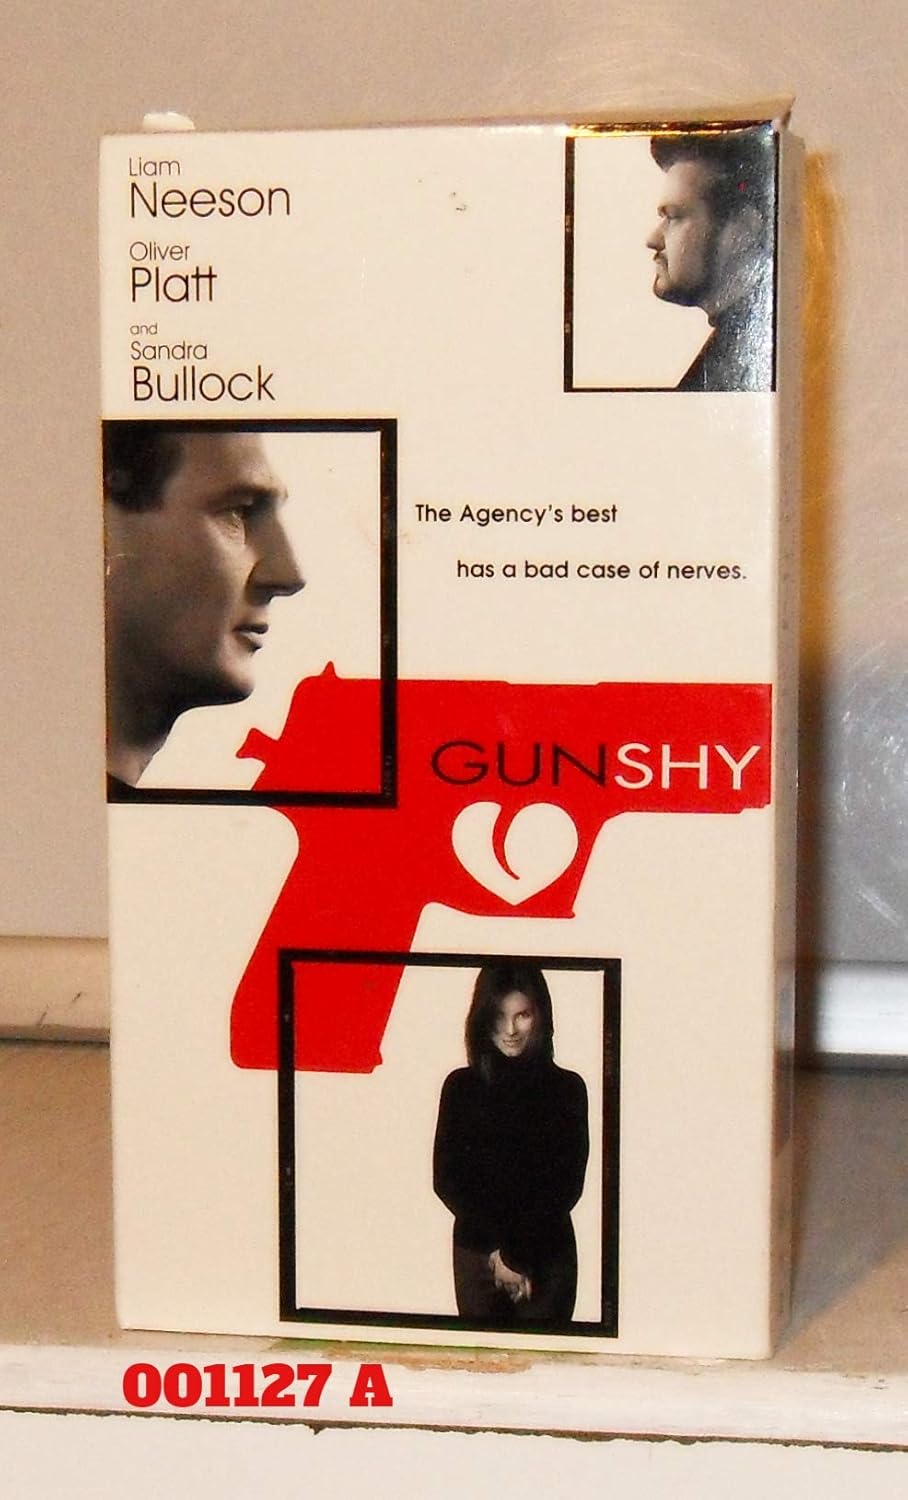 Liam
Neeson
Oliver
Platt
and
Sandra
Bullock
The Agency's best
has a bad case of nerves.
GUNSHY
001127 A